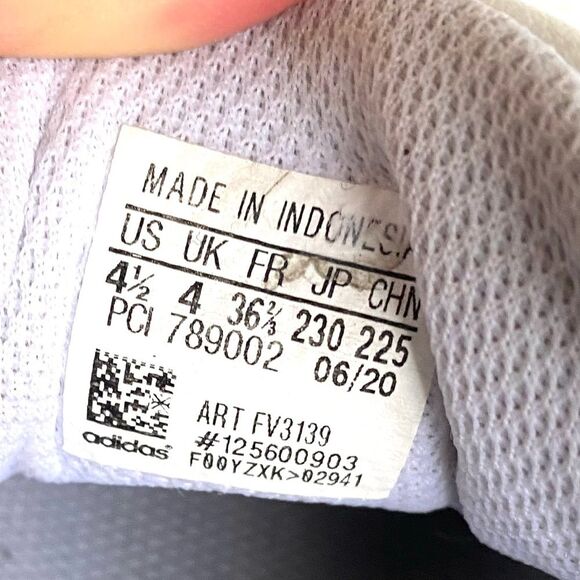 MADE IN INDONESIA
US UK FR JP CHN
4½ 4 36⅔ 230 225
PCI 789002 06/20
ART FV3139
#125600903
F00YZXK>02941
adidas